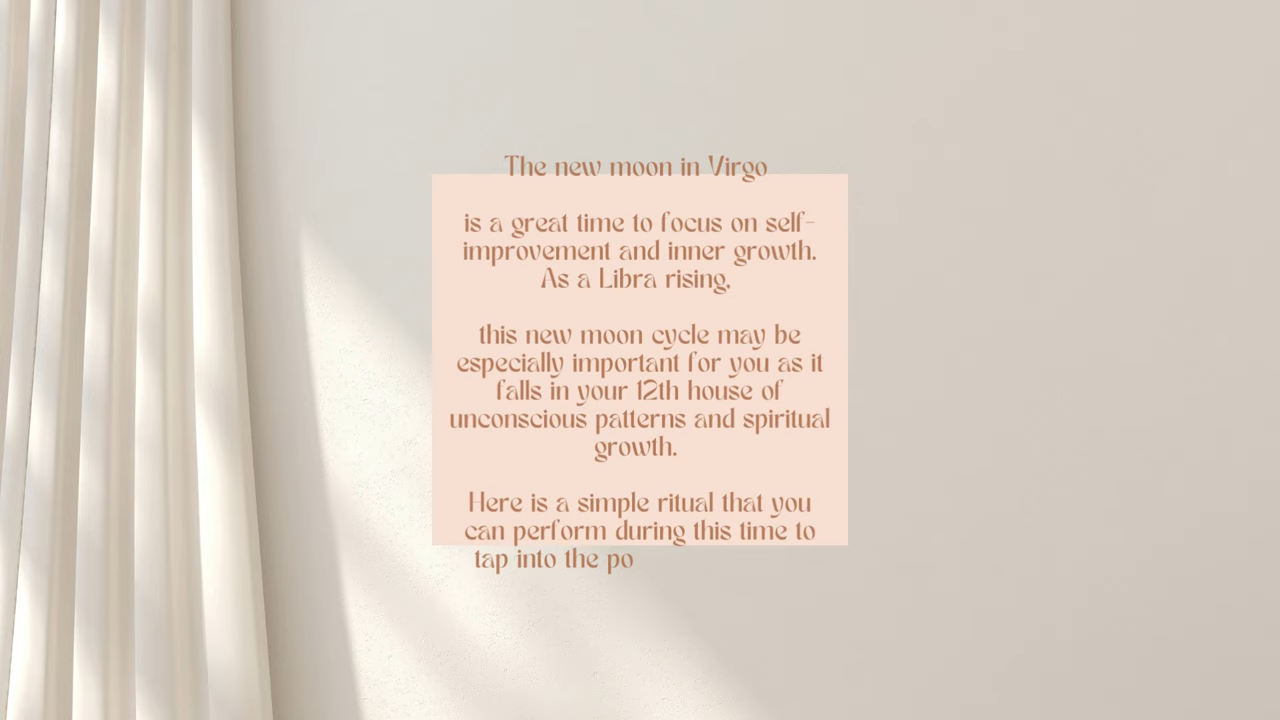 The new moon in Virgo
is a great time to focus on self-
improvement and inner growth.
As a Libra rising,
this new moon cycle may be
especially important for you as it
falls in your 12th house of
unconscious patterns and spiritual
growth.
Here is a simple ritual that you
can perform during this time to
tap into the po